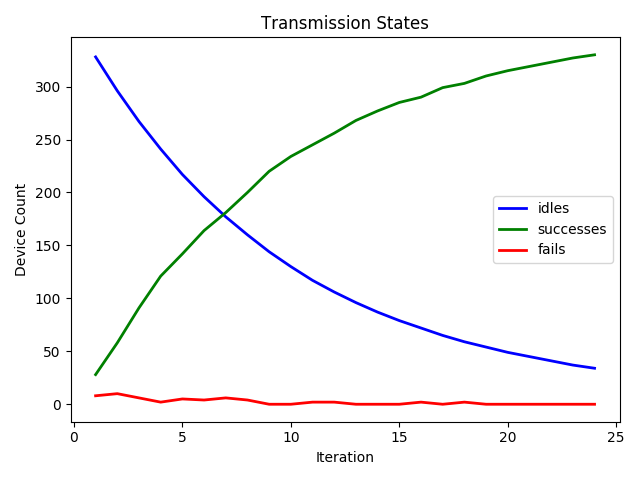 Transmission States
Device Count
300
250
200
150
100
50
0
idles
successes
fails
0 5 10 15 20 25
Iteration